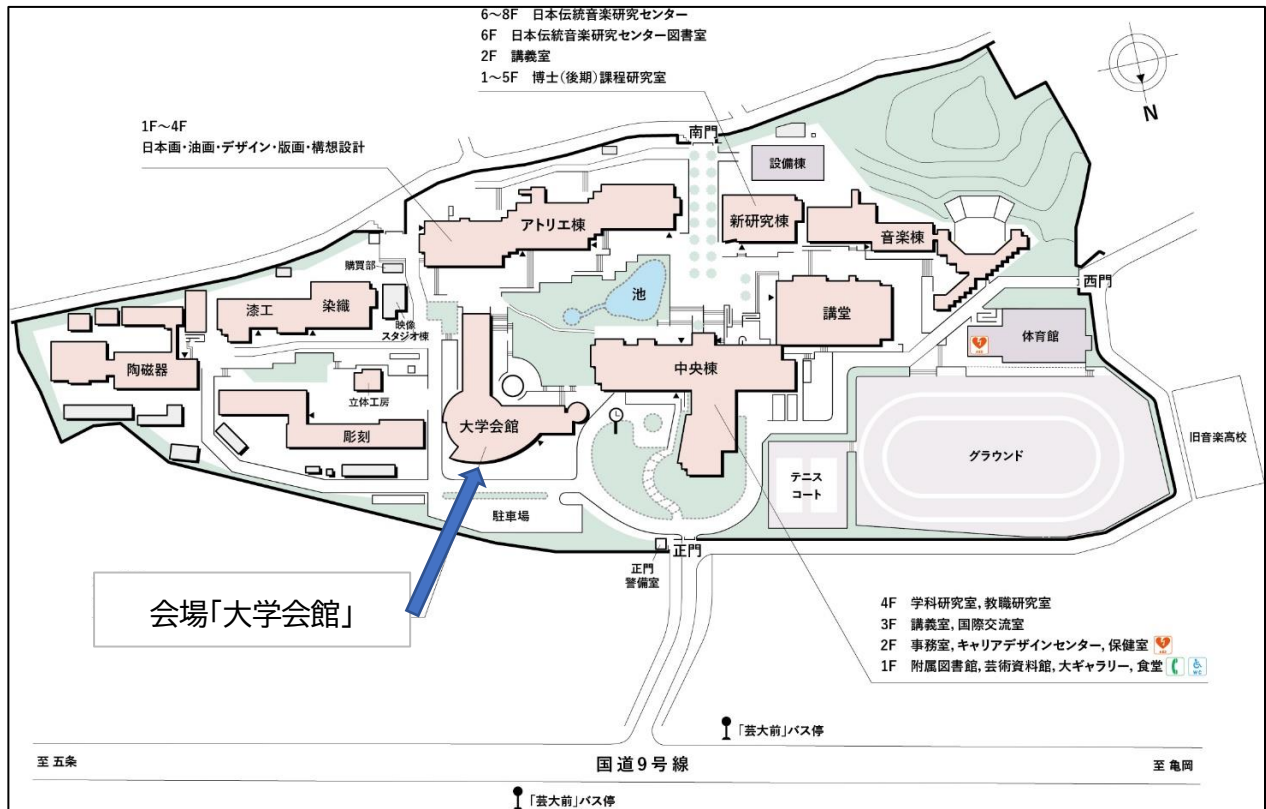 6～8F 日本伝統音楽研究センター
6F 日本伝統音楽研究センター図書室
2F 講義室
1～5F 博士(後期)課程研究室
N
1F～4F
日本画・油画・デザイン・版画・構想設計
南門
設備棟
アトリエ棟
新研究棟
音楽棟
西門
購買部
池
漆工
染織
映像
スタジオ棟
講堂
体育館
AED
陶磁器
中央棟
立体工房
大学会館
彫刻
旧音楽高校
グラウンド
テニス
コート
駐車場
正門
正門
警備室
会場「大学会館」
4F 学科研究室,教職研究室
3F 講義室,国際交流室
2F 事務室,キャリアデザインセンター,保健室
AED
1F 附属図書館,芸術資料館,大ギャラリー,食堂
WC
「芸大前」バス停
至 五条
国道9号線
至 亀岡
「芸大前」バス停